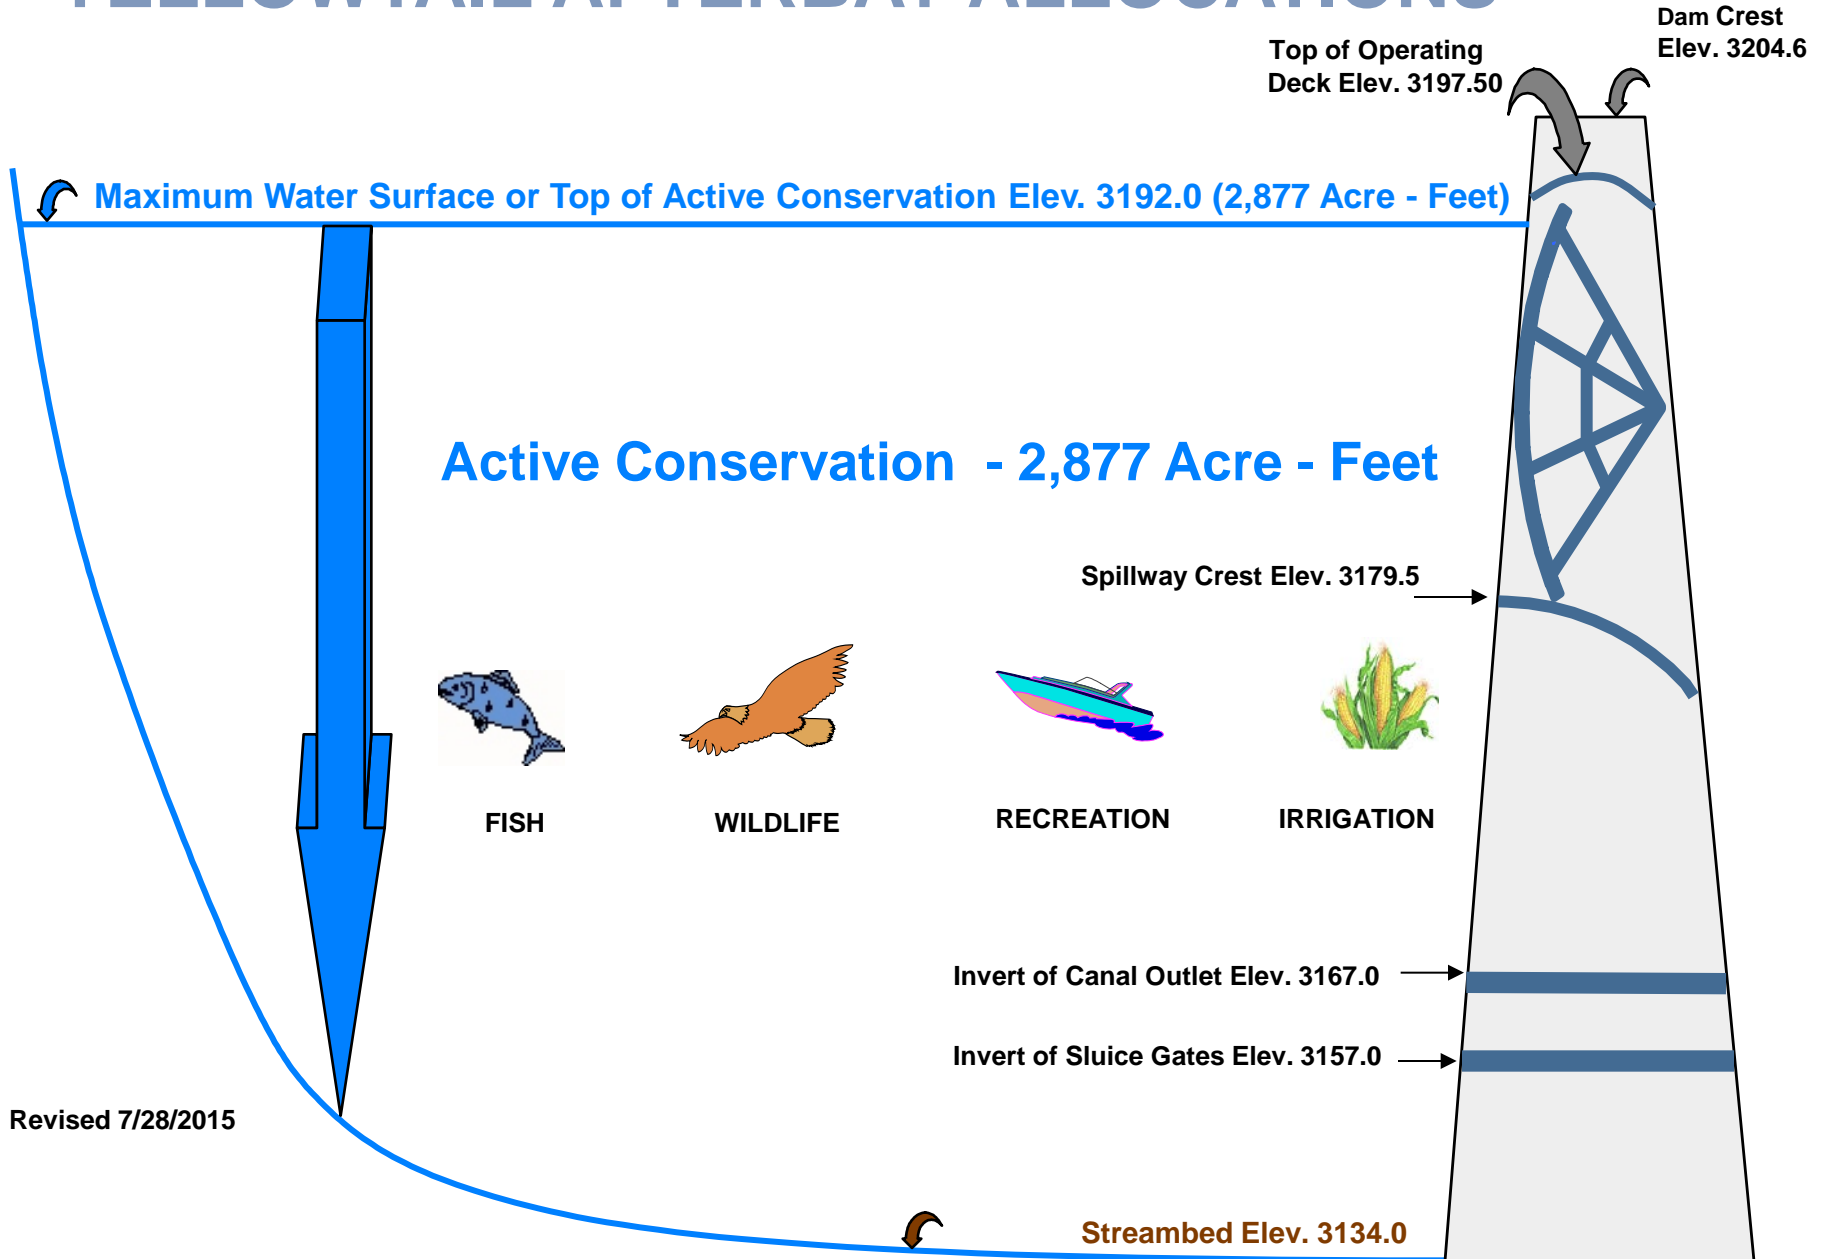 YELLOWTAIL AFTERBAY ALLOCATIONS
Dam Crest
Elev. 3204.6
Top of Operating
Deck Elev. 3197.50
Maximum Water Surface or Top of Active Conservation Elev. 3192.0 (2,877 Acre - Feet)
Active Conservation - 2,877 Acre - Feet
Spillway Crest Elev. 3179.5
FISH
WILDLIFE
RECREATION
IRRIGATION
Invert of Canal Outlet Elev. 3167.0
Invert of Sluice Gates Elev. 3157.0
Revised 7/28/2015
Streambed Elev. 3134.0